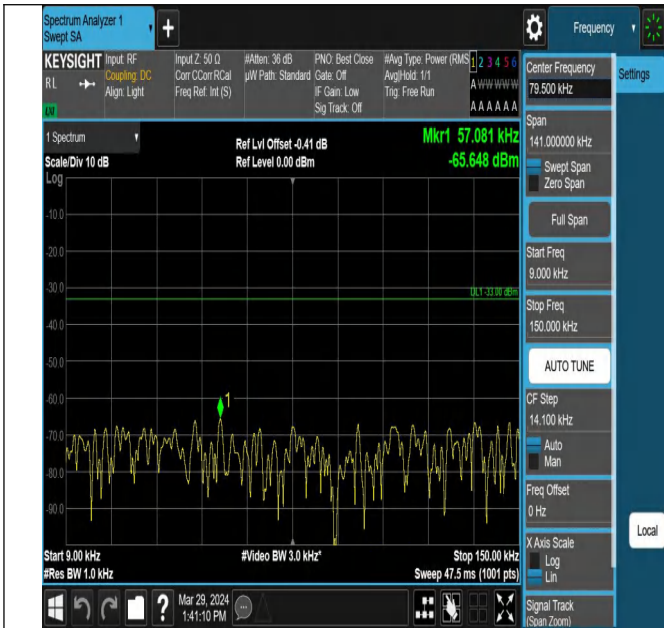 Spectrum Analyzer 1
Swept SA
Frequency
KEYSIGHT
RL
LXI
Input: RF
Coupling: DC
Align: Light
Input Z: 50 Ω
Corr CCorr RCal
Freq Ref: Int (S)
#Atten: 36 dB
µW Path: Standard
PNO: Best Close
Gate: Off
IF Gain: Low
Sig Track: Off
#Avg Type: Power (RMS
Avg|Hold: 1/1
Trig: Free Run
1 2 3 4 5 6
A W W W W W
A A A A A A
1 Spectrum
Scale/Div 10 dB
Log
Ref Lvl Offset -0.41 dB
Ref Level 0.00 dBm
Mkr1 57.081 kHz
-65.648 dBm
-10.0
-20.0
-30.0
DL1 -33.00 dBm
-40.0
-50.0
-60.0
1
-70.0
-80.0
-90.0
Start 9.00 kHz
#Res BW 1.0 kHz
#Video BW 3.0 kHz*
Stop 150.00 kHz
Sweep 47.5 ms (1001 pts)
Mar 29, 2024
1:41:10 PM
?
Center Frequency
79.500 kHz
Settings
Span
141.000000 kHz
Swept Span
Zero Span
Full Span
Start Freq
9.000 kHz
Stop Freq
150.000 kHz
AUTO TUNE
CF Step
14.100 kHz
Auto
Man
Freq Offset
0 Hz
X Axis Scale
Log
Lin
Local
Signal Track
(Span Zoom)